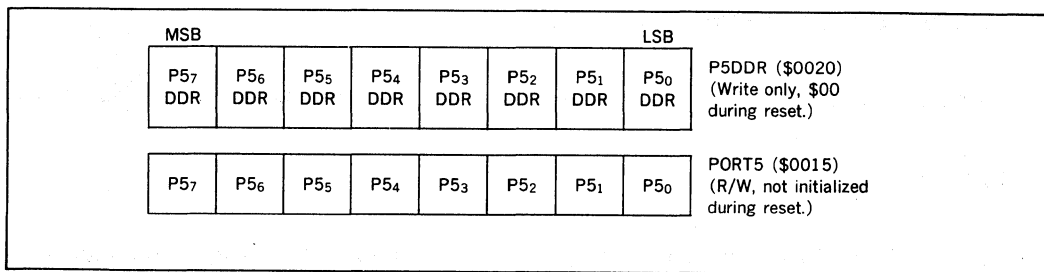 MSB LSB
P5₇ DDR P5₆ DDR P5₅ DDR P5₄ DDR P5₃ DDR P5₂ DDR P5₁ DDR P5₀ DDR
P5DDR ($0020)
(Write only, $00
during reset.)
P5₇ P5₆ P5₅ P5₄ P5₃ P5₂ P5₁ P5₀
PORT5 ($0015)
(R/W, not initialized
during reset.)